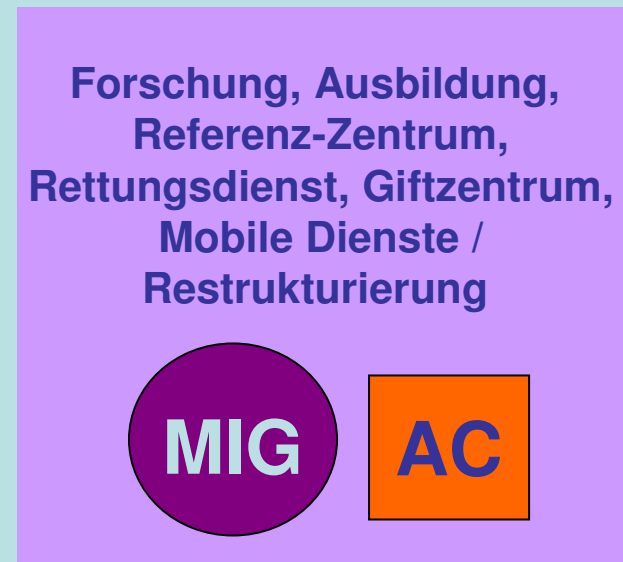 Forschung, Ausbildung,
Referenz-Zentrum,
Rettungsdienst, Giftzentrum,
Mobile Dienste /
Restrukturierung
MIG
AC